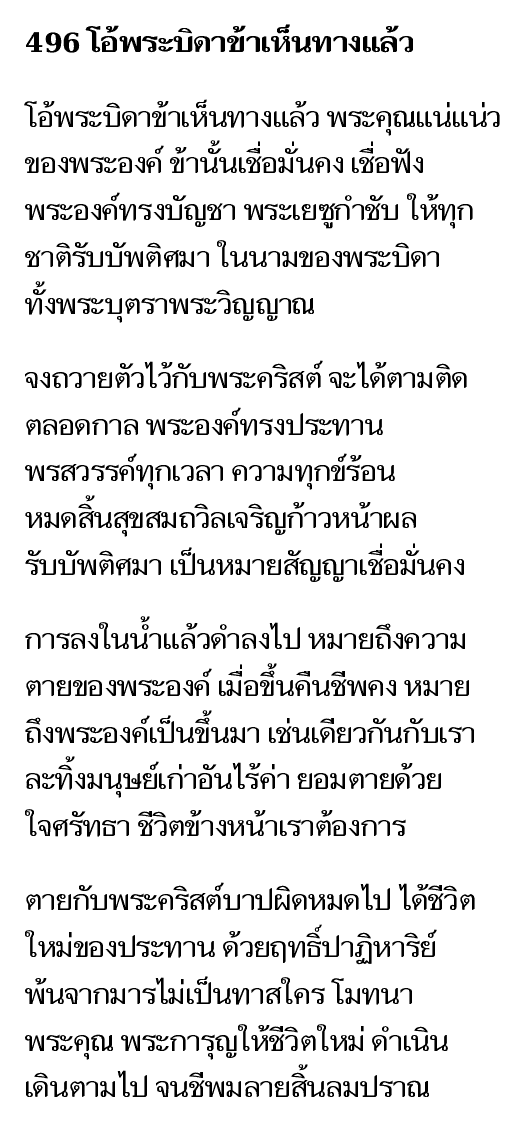 496 โอ้พระบิดาข้าเห็นทางแล้ว
โอ้พระบิดาข้าเห็นทางแล้ว พระคุณแน่แน่ว
ของพระองค์ ข้านั้นเชื่อมั่นคง เชื่อฟัง
พระองค์ทรงบัญชา พระเยซูกำชับ ให้ทุก
ชาติรับบัพติศมา ในนามของพระบิดา
ทั้งพระบุตราพระวิญญาณ
จงถวายตัวไว้กับพระคริสต์ จะได้ตามติด
ตลอดกาล พระองค์ทรงประทาน
พรสวรรค์ทุกเวลา ความทุกข์ร้อน
หมดสิ้นสุขสมถวิลเจริญก้าวหน้าผล
รับบัพติศมา เป็นหมายสัญญาเชื่อมั่นคง
การลงในน้ำแล้วดำลงไป หมายถึงความ
ตายของพระองค์ เมื่อขึ้นคืนชีพคง หมาย
ถึงพระองค์เป็นขึ้นมา เช่นเดียวกันกับเรา
ละทิ้งมนุษย์เก่าอันไร้ค่า ยอมตายด้วย
ใจศรัทธา ชีวิตข้างหน้าเราต้องการ
ตายกับพระคริสต์บาปผิดหมดไป ได้ชีวิต
ใหม่ของประทาน ด้วยฤทธิ์ปาฏิหาริย์
พ้นจากมารไม่เป็นทาสใคร โมทนา
พระคุณ พระการุญให้ชีวิตใหม่ ดำเนิน
เดินตามไป จนชีพมลายสิ้นลมปราณ